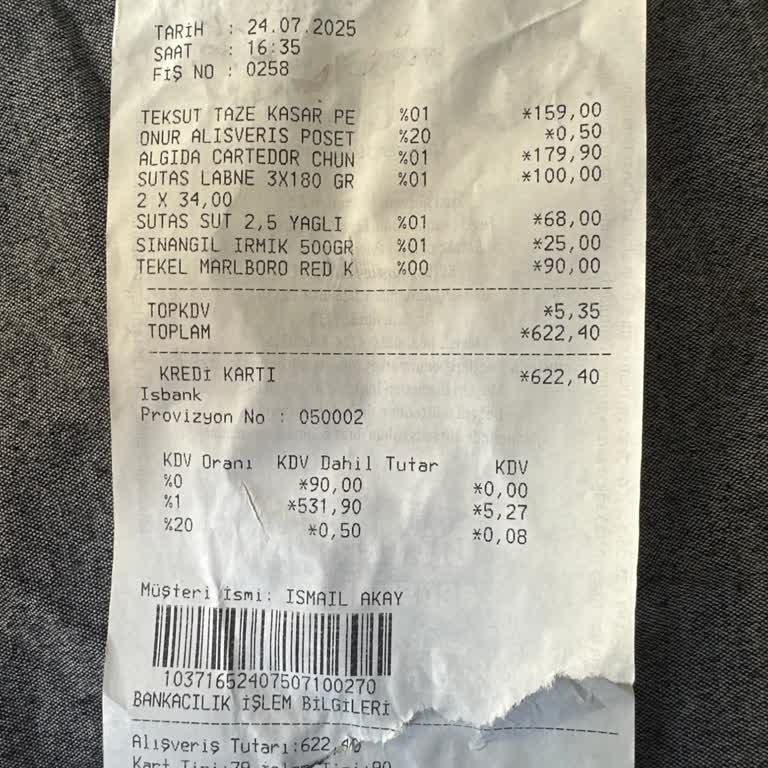 TARİH : 24.07.2025
SAAT : 16:35
FİŞ NO : 0258
TEKSUT TAZE KASAR PE %01 *159,00
ONUR ALISVERIS POSET %20 *0,50
ALGIDA CARTEDOR CHUN %01 *179,90
SUTAS LABNE 3X180 GR %01 *100,00
2 X 34,00
SUTAS SUT 2,5 YAGLI %01 *68,00
SINANGIL IRMIK 500GR %01 *25,00
TEKEL MARLBORO RED K %00 *90,00
TOPKDV *5,35
TOPLAM *622,40
KREDİ KARTI *622,40
Isbank
Provizyon No : 050002
KDV Oranı KDV Dahil Tutar KDV
%0 *90,00 *0,00
%1 *531,90 *5,27
%20 *0,50 *0,08
Müşteri İsmi: ISMAIL AKAY
10371652407507100270
BANKACILIK İŞLEM BİLGİLERİ
Alışveriş Tutarı:622,40
Kart Tipi:79